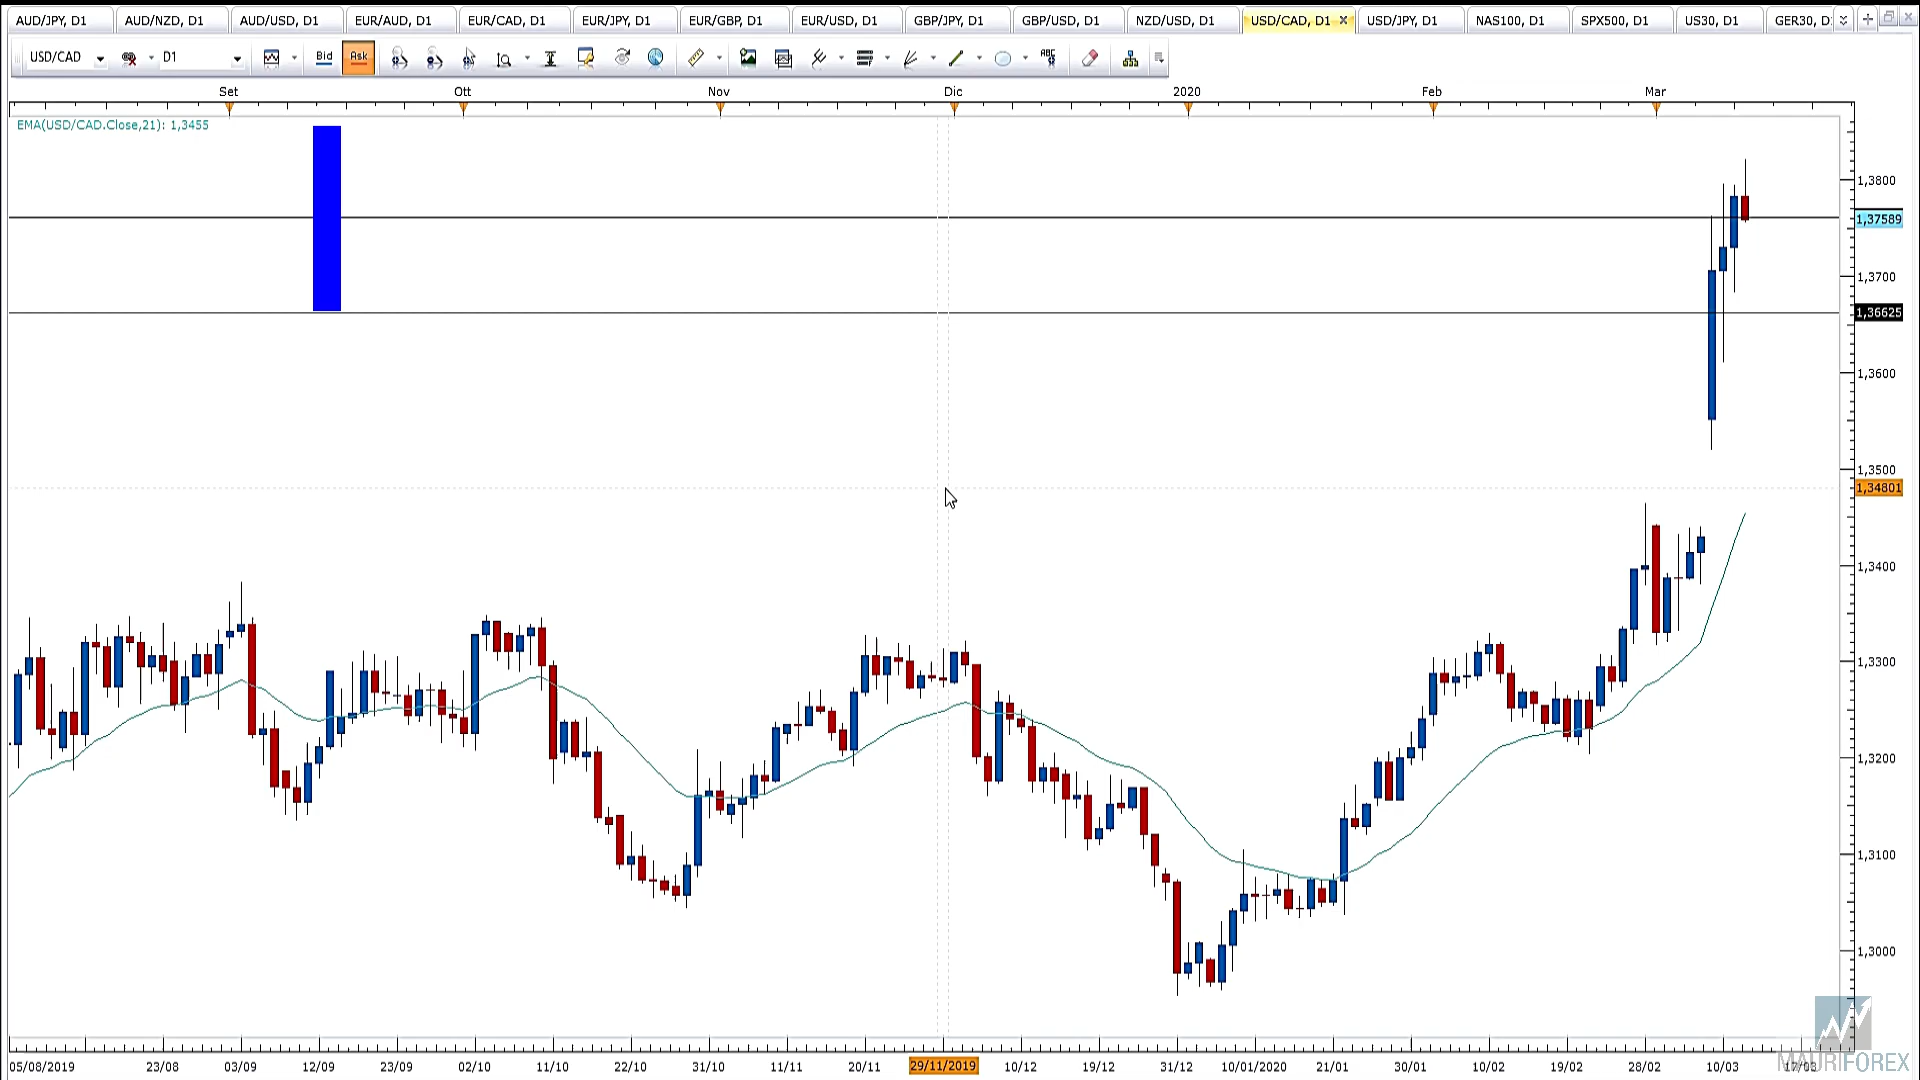 AUD/JPY, D1 AUD/NZD, D1 AUD/USD, D1 EUR/AUD, D1 EUR/CAD, D1 EUR/JPY, D1 EUR/GBP, D1 EUR/USD, D1 GBP/JPY, D1 GBP/USD, D1 NZD/USD, D1 USD/CAD, D1 USD/JPY, D1 NAS100, D1 SPX500, D1 US30, D1 GER30, D
USD/CAD D1 Bid Ask ABC
Set Ott Nov Dic 2020 Feb Mar
EMA(USD/CAD.Close,21): 1,3455
1,3800
1,37589
1,3700
1,36625
1,3600
1,3500
1,34801
1,3400
1,3300
1,3200
1,3100
1,3000
05/08/2019 23/08 03/09 12/09 23/09 02/10 11/10 22/10 31/10 11/11 20/11 29/11/2019 10/12 19/12 31/12 10/01/2020 21/01 30/01 10/02 19/02 28/02 10/03 17/03
MAURIFOREX